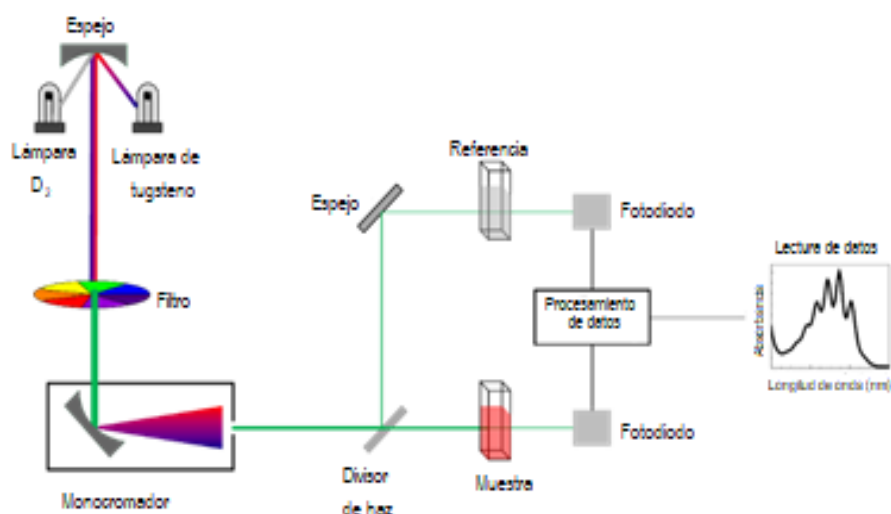 Espejo
Lámpara
D₂
Lámpara de
tugsteno
Filtro
Monocromador
Espejo
Referencia
Fotodiodo
Procesamiento
de datos
Divisor
de haz
Muestra
Fotodiodo
Lectura de datos
Absorbancia
Longitud de onda (nm)